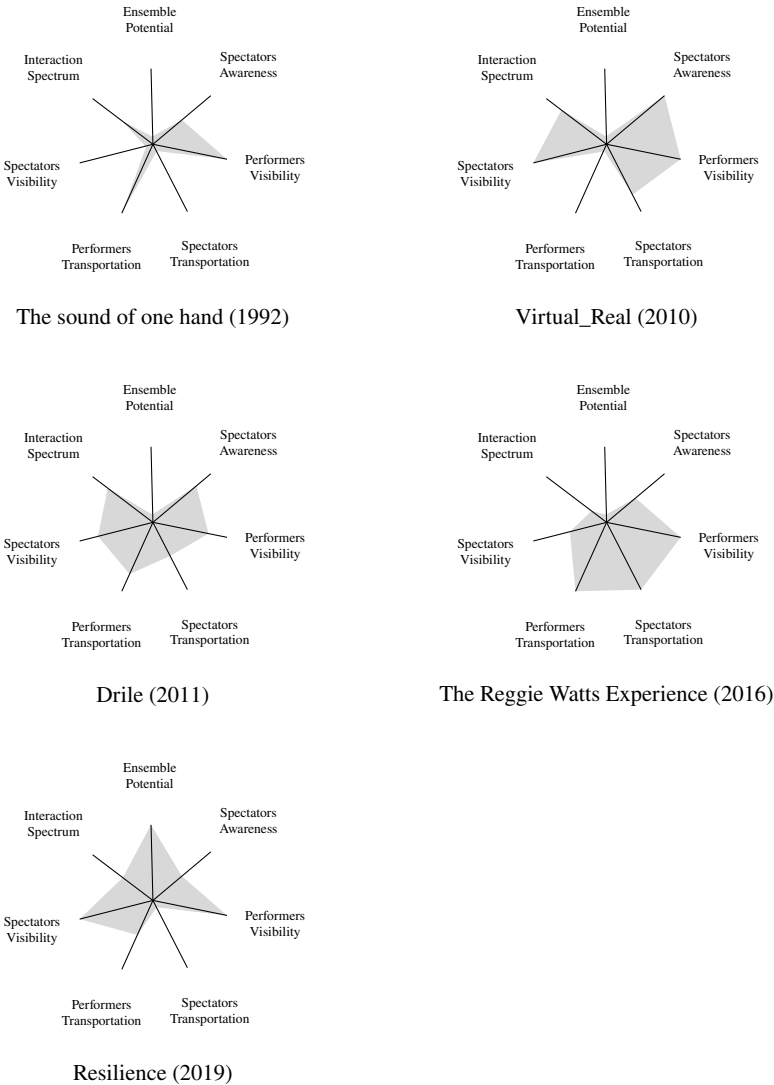 Ensemble
Potential
Interaction
Spectrum
Spectators
Awareness
Spectators
Visibility
Performers
Visibility
Performers
Transportation
Spectators
Transportation
The sound of one hand (1992)
Ensemble
Potential
Interaction
Spectrum
Spectators
Awareness
Spectators
Visibility
Performers
Visibility
Performers
Transportation
Spectators
Transportation
Virtual_Real (2010)
Ensemble
Potential
Interaction
Spectrum
Spectators
Awareness
Spectators
Visibility
Performers
Visibility
Performers
Transportation
Spectators
Transportation
Drile (2011)
Ensemble
Potential
Interaction
Spectrum
Spectators
Awareness
Spectators
Visibility
Performers
Visibility
Performers
Transportation
Spectators
Transportation
The Reggie Watts Experience (2016)
Ensemble
Potential
Interaction
Spectrum
Spectators
Awareness
Spectators
Visibility
Performers
Visibility
Performers
Transportation
Spectators
Transportation
Resilience (2019)